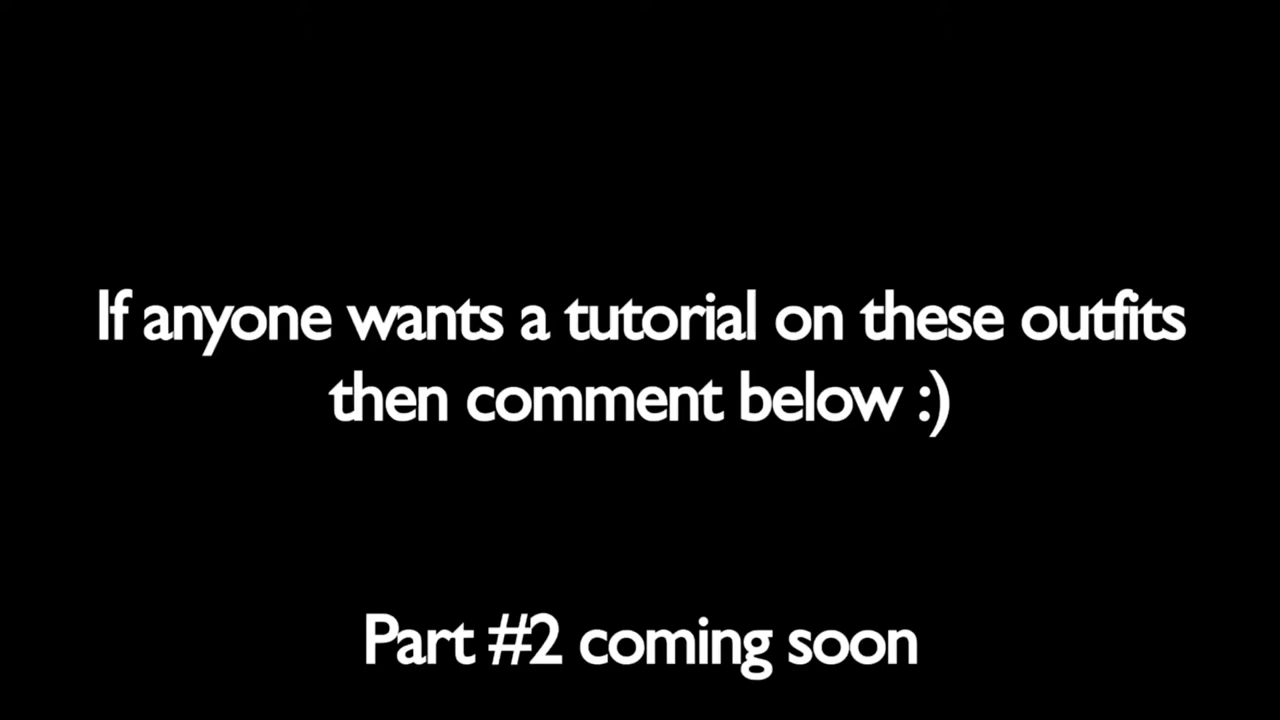 If anyone wants a tutorial on these outfits
then comment below :)
Part #2 coming soon